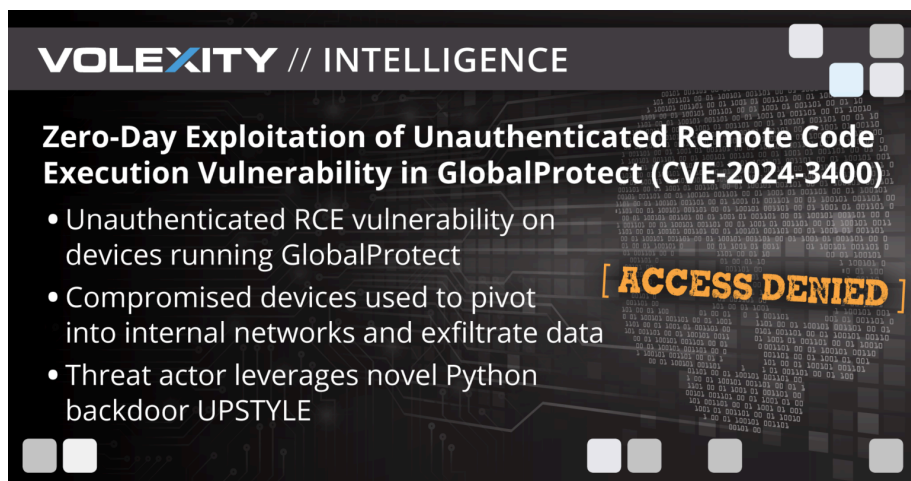 VOLEXITY // INTELLIGENCE
Zero-Day Exploitation of Unauthenticated Remote Code
Execution Vulnerability in GlobalProtect (CVE-2024-3400)
• Unauthenticated RCE vulnerability on
devices running GlobalProtect
• Compromised devices used to pivot
into internal networks and exfiltrate data
• Threat actor leverages novel Python
backdoor UPSTYLE
[ ACCESS DENIED ]